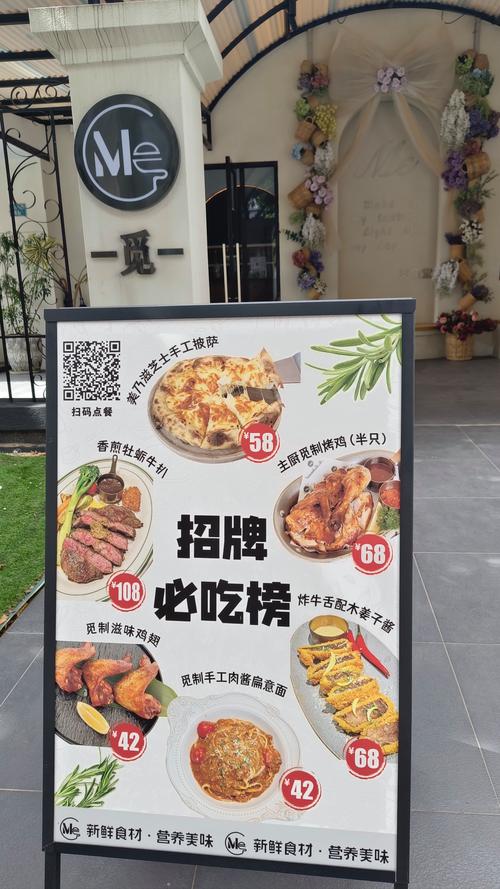 Me
觅
扫码点餐
美乃滋芝士手工披萨
¥58
香煎牡蛎牛扒
¥108
主厨觅制烤鸡(半只)
¥68
招牌
必吃榜
觅制滋味鸡翅
¥42
炸牛舌配木姜子酱
¥68
觅制手工肉酱扁意面
¥42
Me 新鲜食材·营养美味 Me 新鲜食材·营养美味